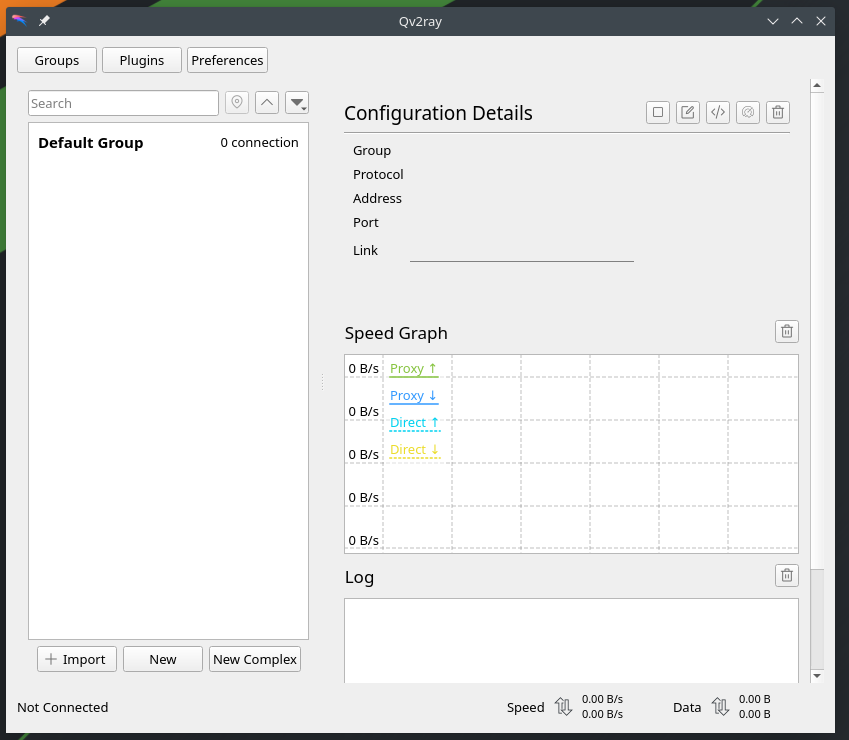 Qv2ray
Groups
Plugins
Preferences
Search
Default Group
0 connection
Import
New
New Complex
Configuration Details
Group
Protocol
Address
Port
Link
Speed Graph
0 B/s
0 B/s
0 B/s
0 B/s
0 B/s
Proxy ↑
Proxy ↓
Direct ↑
Direct ↓
Log
Not Connected
Speed
0.00 B/s
0.00 B/s
Data
0.00 B
0.00 B